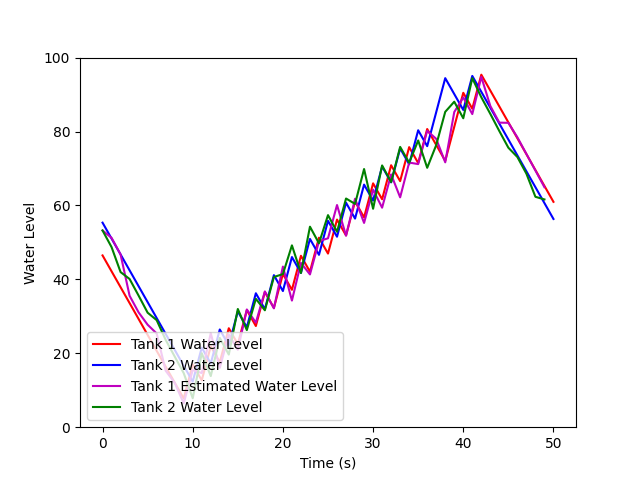 100
80
60
40
20
0
Water Level
Tank 1 Water Level
Tank 2 Water Level
Tank 1 Estimated Water Level
Tank 2 Water Level
0 10 20 30 40 50
Time (s)